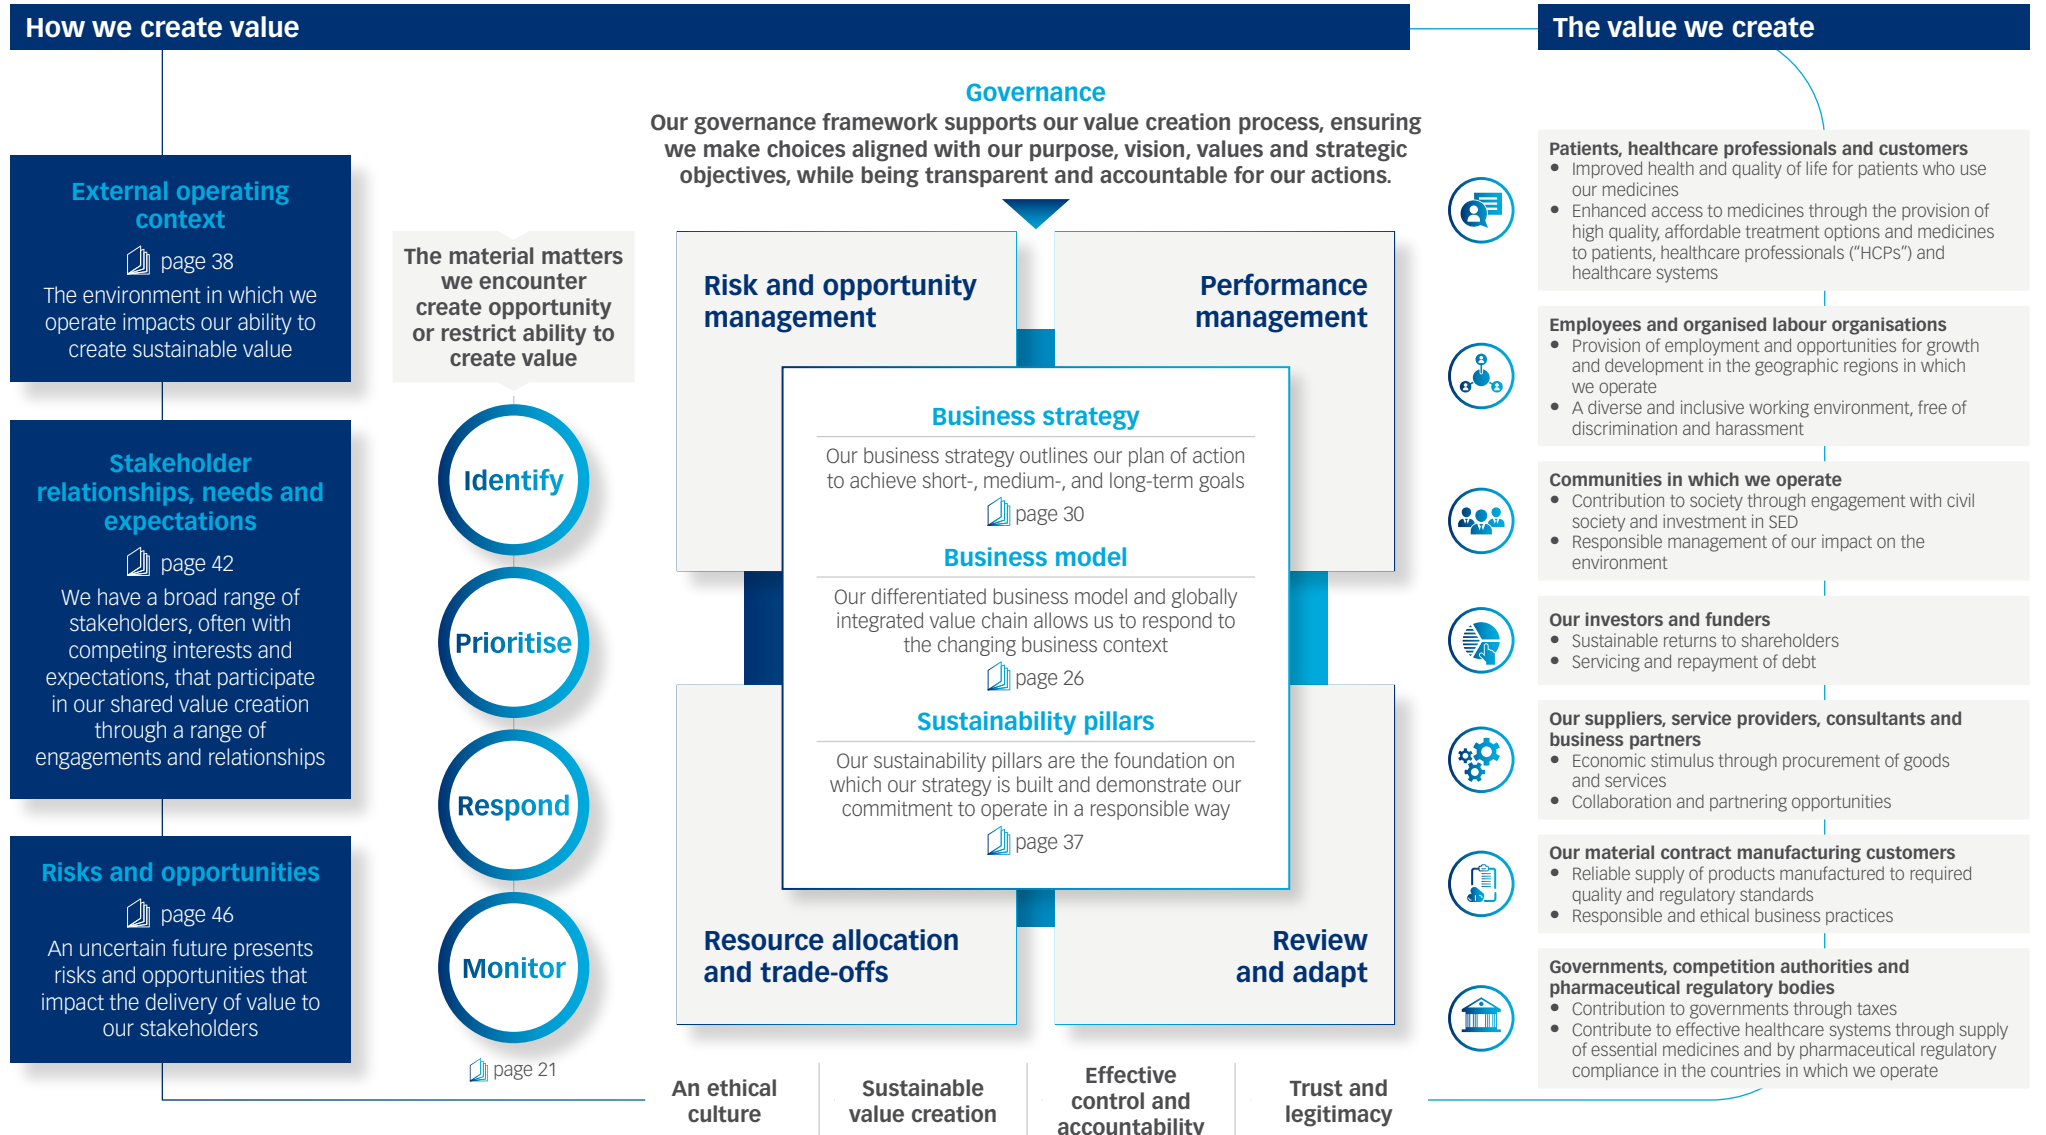 How we create value
External operating
context
page 38
The environment in which we
operate impacts our ability to
create sustainable value
Stakeholder
relationships, needs and
expectations
page 42
We have a broad range of
stakeholders, often with
competing interests and
expectations, that participate
in our shared value creation
through a range of
engagements and relationships
Risks and opportunities
page 46
An uncertain future presents
risks and opportunities that
impact the delivery of value to
our stakeholders
The material matters
we encounter
create opportunity
or restrict ability to
create value
Identify
Prioritise
Respond
Monitor
page 21
Governance
Our governance framework supports our value creation process, ensuring
we make choices aligned with our purpose, vision, values and strategic
objectives, while being transparent and accountable for our actions.
Risk and opportunity
management
Performance
management
Business strategy
Our business strategy outlines our plan of action
to achieve short-, medium-, and long-term goals
page 30
Business model
Our differentiated business model and globally
integrated value chain allows us to respond to
the changing business context
page 26
Sustainability pillars
Our sustainability pillars are the foundation on
which our strategy is built and demonstrate our
commitment to operate in a responsible way
page 37
Resource allocation
and trade-offs
Review
and adapt
An ethical
culture
Sustainable
value creation
Effective
control and
accountability
Trust and
legitimacy
The value we create
Patients, healthcare professionals and customers
• Improved health and quality of life for patients who use
our medicines
• Enhanced access to medicines through the provision of
high quality, affordable treatment options and medicines
to patients, healthcare professionals (“HCPs”) and
healthcare systems
Employees and organised labour organisations
• Provision of employment and opportunities for growth
and development in the geographic regions in which
we operate
• A diverse and inclusive working environment, free of
discrimination and harassment
Communities in which we operate
• Contribution to society through engagement with civil
society and investment in SED
• Responsible management of our impact on the
environment
Our investors and funders
• Sustainable returns to shareholders
• Servicing and repayment of debt
Our suppliers, service providers, consultants and
business partners
• Economic stimulus through procurement of goods
and services
• Collaboration and partnering opportunities
Our material contract manufacturing customers
• Reliable supply of products manufactured to required
quality and regulatory standards
• Responsible and ethical business practices
Governments, competition authorities and
pharmaceutical regulatory bodies
• Contribution to governments through taxes
• Contribute to effective healthcare systems through supply
of essential medicines and by pharmaceutical regulatory
compliance in the countries in which we operate